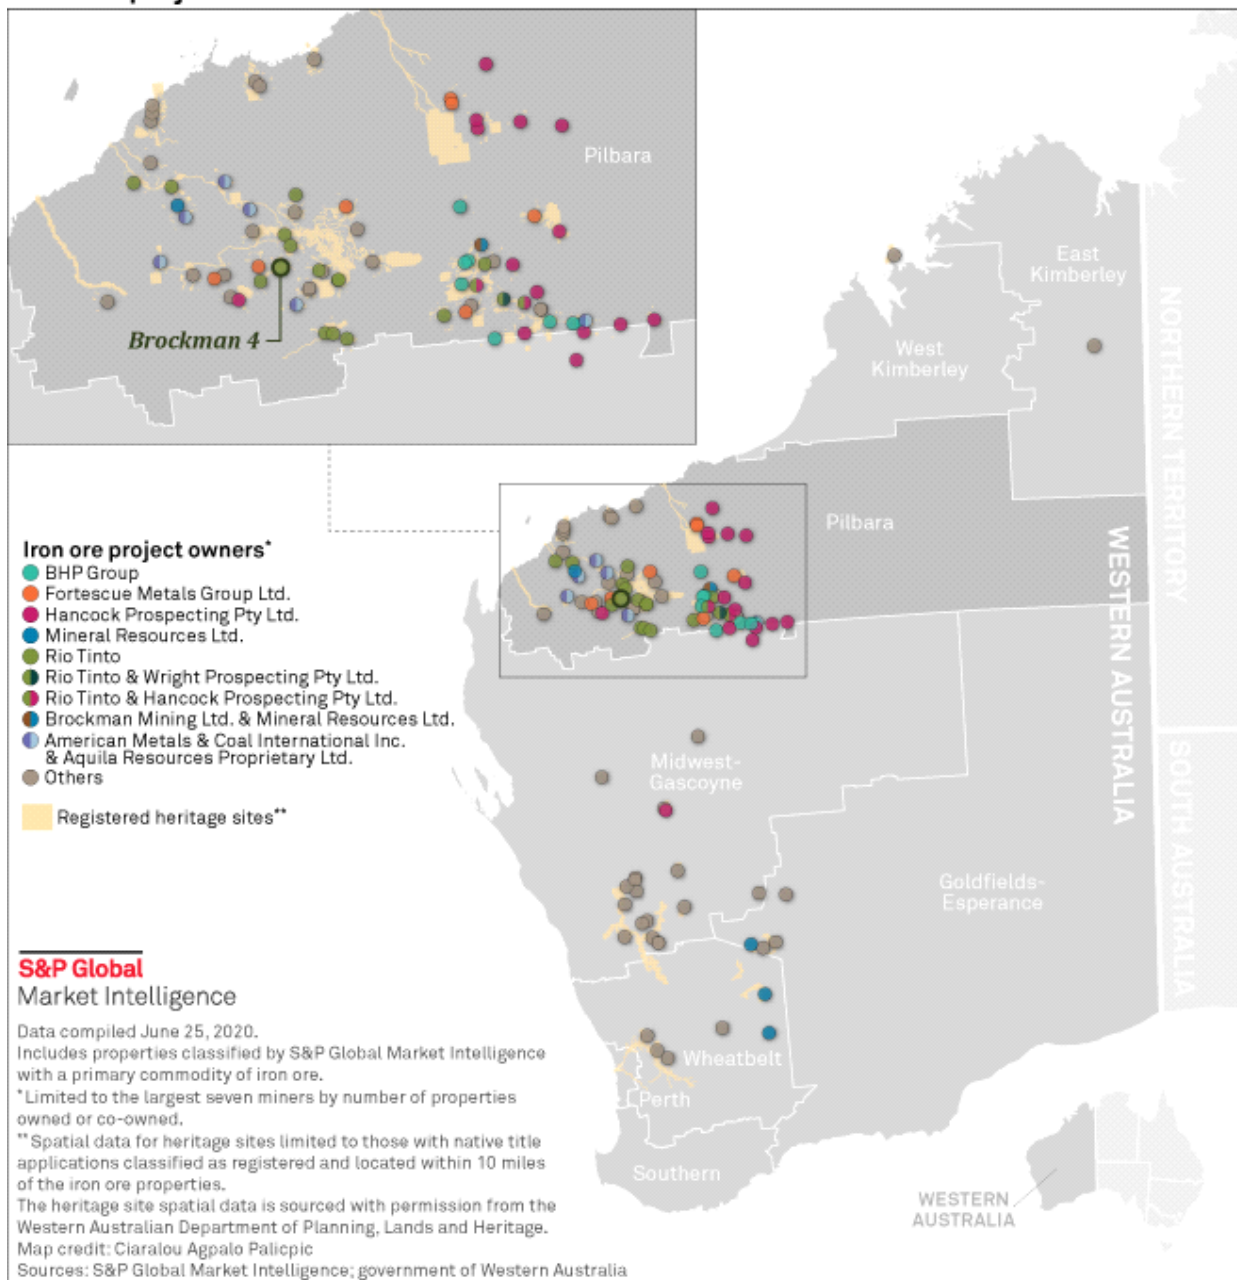 Pilbara
Brockman 4
East
Kimberley
West
Kimberley
NORTHERN TERRITORY
Pilbara
WESTERN AUSTRALIA
Iron ore project owners*
BHP Group
Fortescue Metals Group Ltd.
Hancock Prospecting Pty Ltd.
Mineral Resources Ltd.
Rio Tinto
Rio Tinto & Wright Prospecting Pty Ltd.
Rio Tinto & Hancock Prospecting Pty Ltd.
Brockman Mining Ltd. & Mineral Resources Ltd.
American Metals & Coal International Inc.
& Aquila Resources Proprietary Ltd.
Others
Registered heritage sites**
Midwest-
Gascoyne
SOUTH AUSTRALIA
Goldfields-
Esperance
Wheatbelt
Perth
Southern
WESTERN
AUSTRALIA
S&P Global
Market Intelligence
Data compiled June 25, 2020.
Includes properties classified by S&P Global Market Intelligence
with a primary commodity of iron ore.
*Limited to the largest seven miners by number of properties
owned or co-owned.
**Spatial data for heritage sites limited to those with native title
applications classified as registered and located within 10 miles
of the iron ore properties.
The heritage site spatial data is sourced with permission from the
Western Australian Department of Planning, Lands and Heritage.
Map credit: Ciaralou Agpalo Palicpic
Sources: S&P Global Market Intelligence; government of Western Australia